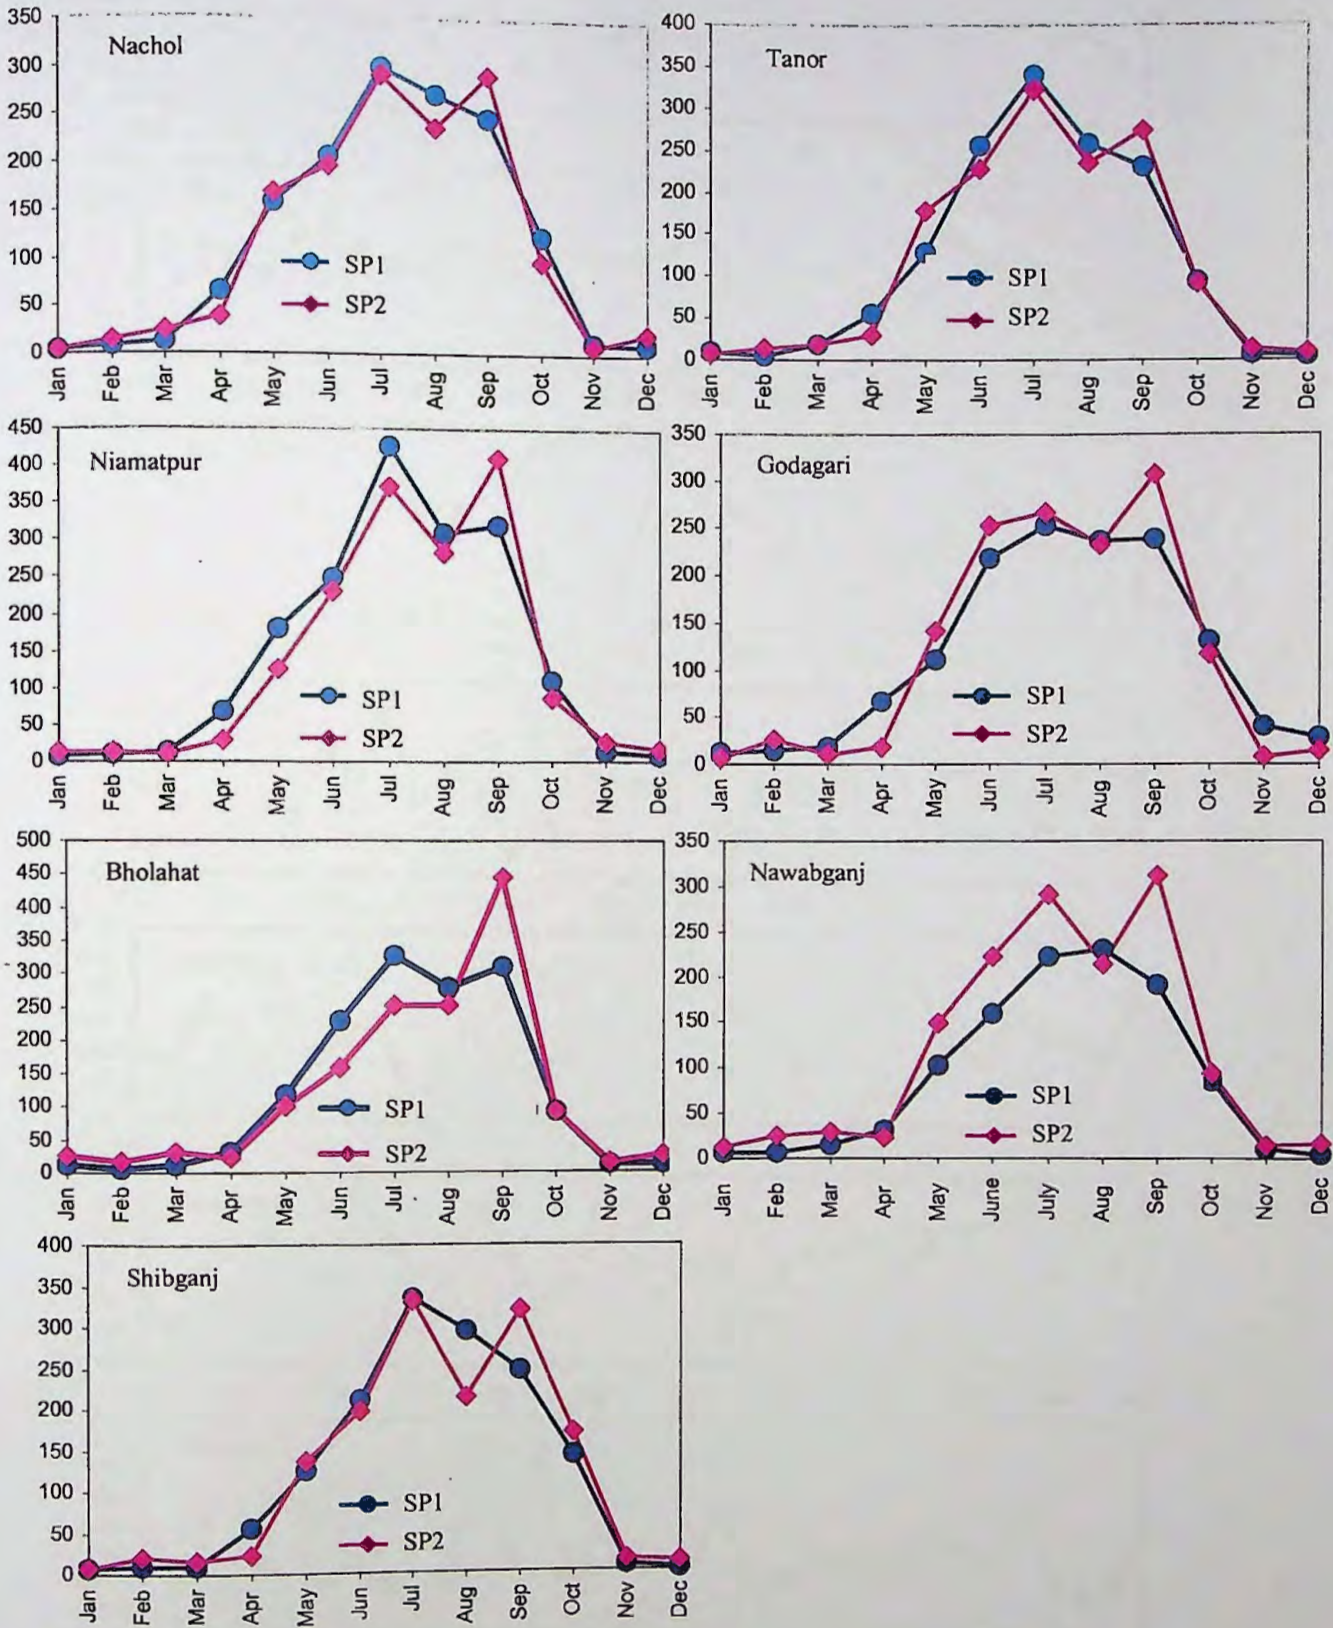 Nachol
350
300
250
200
150
100
50
0
SP1
SP2
Jan Feb Mar Apr May Jun Jul Aug Sep Oct Nov Dec
Tanor
400
350
300
250
200
150
100
50
0
SP1
SP2
Jan Feb Mar Apr May Jun Jul Aug Sep Oct Nov Dec
Niamatpur
450
400
350
300
250
200
150
100
50
0
SP1
SP2
Jan Feb Mar Apr May Jun Jul Aug Sep Oct Nov Dec
Godagari
350
300
250
200
150
100
50
0
SP1
SP2
Jan Feb Mar Apr May Jun Jul Aug Sep Oct Nov Dec
Bholahat
500
450
400
350
300
250
200
150
100
50
0
SP1
SP2
Jan Feb Mar Apr May Jun Jul Aug Sep Oct Nov Dec
Nawabganj
350
300
250
200
150
100
50
0
SP1
SP2
Jan Feb Mar Apr May June July Aug Sep Oct Nov Dec
Shibganj
400
350
300
250
200
150
100
50
0
SP1
SP2
Jan Feb Mar Apr May Jun Jul Aug Sep Oct Nov Dec